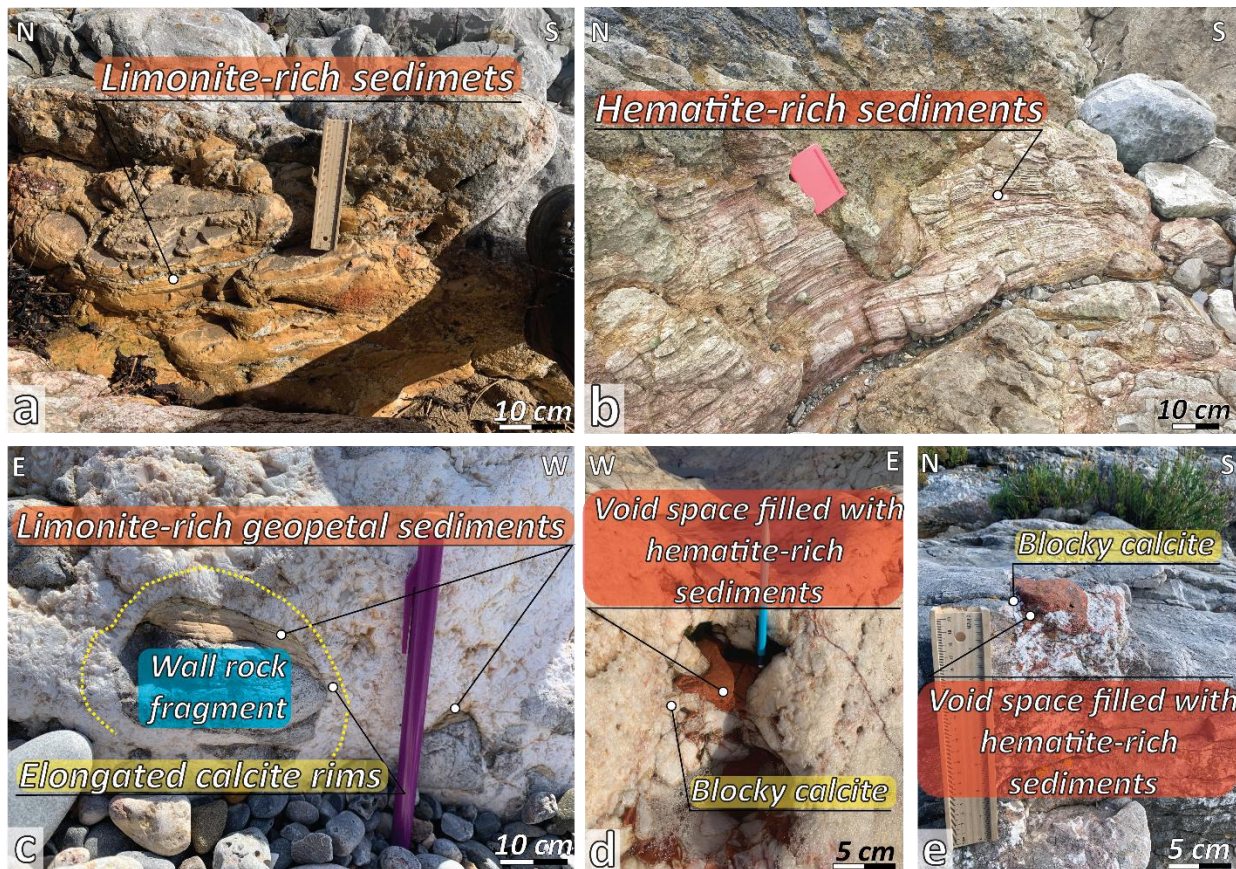 N
S
Limonite-rich sedimets
a
10 cm
N
S
Hematite-rich sediments
b
10 cm
E
W
Limonite-rich geopetal sediments
Wall rock
fragment
Elongated calcite rims
c
10 cm
W
E
Void space filled with
hematite-rich
sediments
Blocky calcite
d
5 cm
N
S
Blocky calcite
Void space filled with
hematite-rich
sediments
e
5 cm